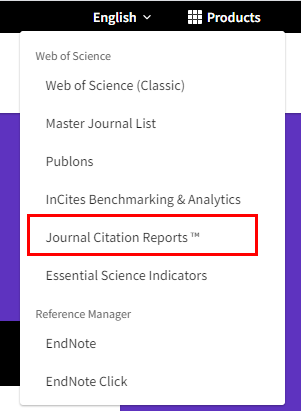 English Products
Web of Science
Web of Science (Classic)
Master Journal List
Publons
InCites Benchmarking & Analytics
Journal Citation Reports ™
Essential Science Indicators
Reference Manager
EndNote
EndNote Click